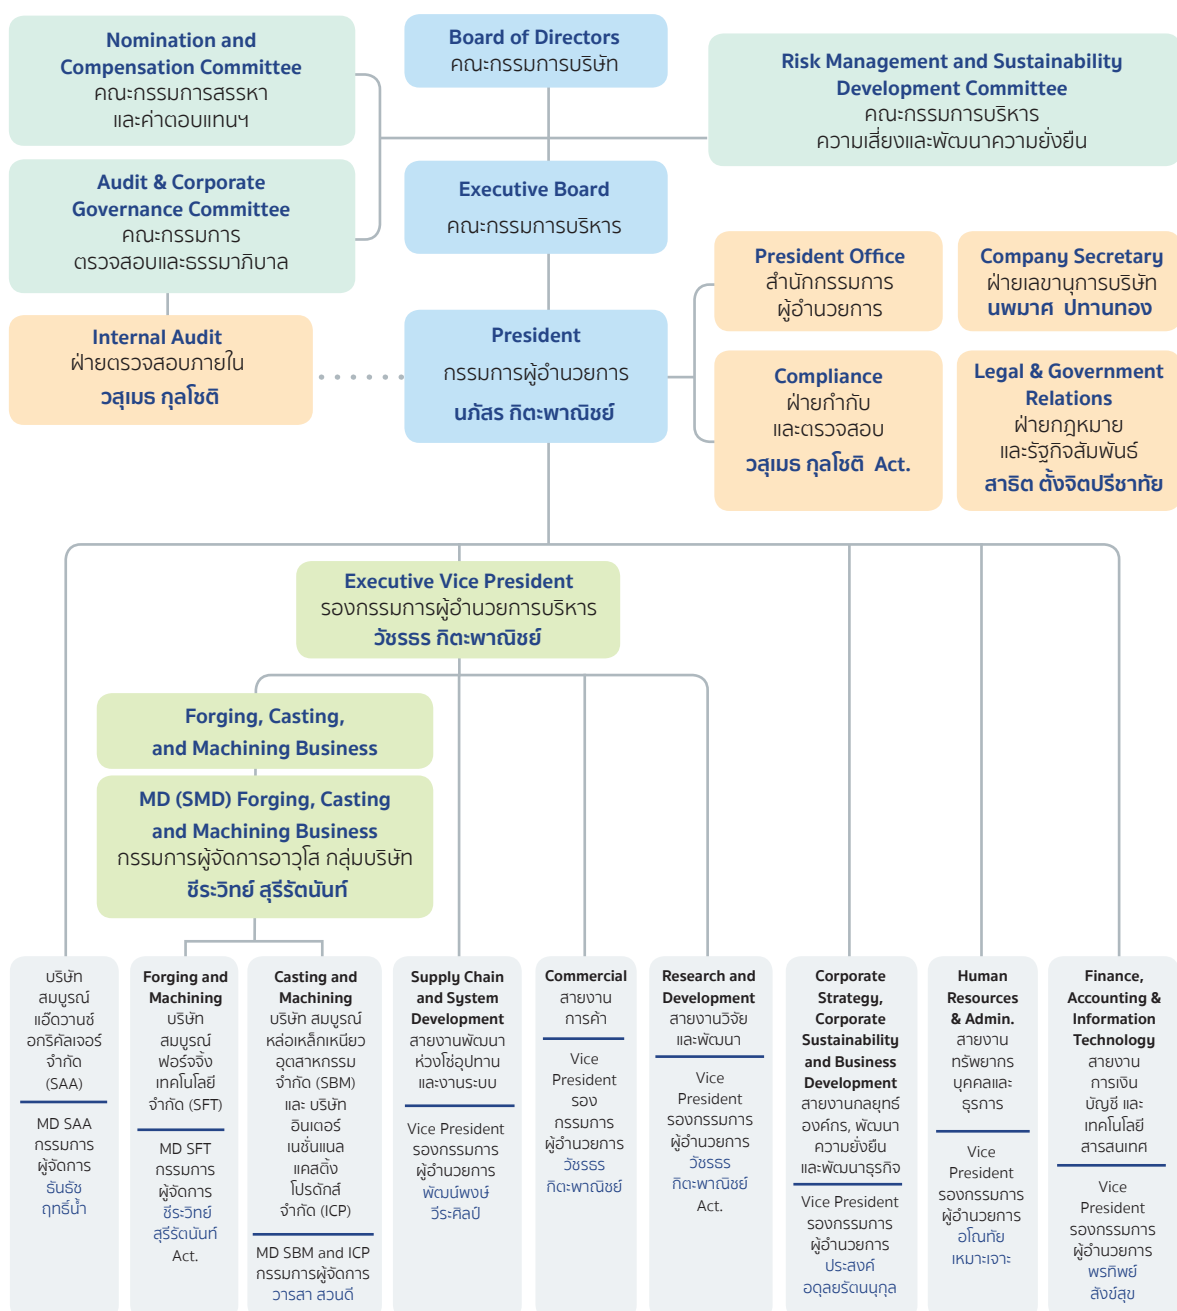 Nomination and
Compensation Committee
คณะกรรมการสรรหา
และค่าตอบแทนฯ
Board of Directors
คณะกรรมการบริษัท
Risk Management and Sustainability
Development Committee
คณะกรรมการบริหาร
ความเสี่ยงและพัฒนาความยั่งยืน
Audit & Corporate
Governance Committee
คณะกรรมการ
ตรวจสอบและธรรมาภิบาล
Executive Board
คณะกรรมการบริหาร
President Office
สำนักกรรมการ
ผู้อำนวยการ
Company Secretary
ฝ่ายเลขานุการบริษัท
นพมาศ ปทานทอง
Internal Audit
ฝ่ายตรวจสอบภายใน
วสุเมธ กุลโชติ
President
กรรมการผู้อำนวยการ
นภัสร กิตะพาณิชย์
Compliance
ฝ่ายกำกับ
และตรวจสอบ
วสุเมธ กุลโชติ Act.
Legal & Government
Relations
ฝ่ายกฎหมาย
และรัฐกิจสัมพันธ์
สาธิต ตั้งจิตปรีชาทัย
Executive Vice President
รองกรรมการผู้อำนวยการบริหาร
วัชรธร กิตะพาณิชย์
Forging, Casting,
and Machining Business
MD (SMD) Forging, Casting
and Machining Business
กรรมการผู้จัดการอาวุโส กลุ่มบริษัท
ชีระวิทย์ สุรีรัตนันท์
บริษัท
สมบูรณ์
แอ๊ดวานซ์
อกริคัลเจอร์
จำกัด
(SAA)
MD SAA
กรรมการ
ผู้จัดการ
ธันธัช
ฤทธิ์น้ำ
Forging and
Machining
บริษัท
สมบูรณ์
ฟอร์จจิ้ง
เทคโนโลยี
จำกัด (SFT)
MD SFT
กรรมการ
ผู้จัดการ
ชีระวิทย์
สุรีรัตนันท์
Act.
Casting and
Machining
บริษัท สมบูรณ์
หล่อเหล็กเหนียว
อุตสาหกรรม
จำกัด (SBM)
และ บริษัท
อินเตอร์
เนชั่นแนล
แคสติ้ง
โปรดักส์
จำกัด (ICP)
MD SBM and ICP
กรรมการผู้จัดการ
วารสา สวนดี
Supply Chain
and System
Development
สายงานพัฒนา
ห่วงโซ่อุปทาน
และงานระบบ
Vice President
รองกรรมการ
ผู้อำนวยการ
พัฒน์พงษ์
วีระศิลป์
Commercial
สายงาน
การค้า
Vice
President
รอง
กรรมการ
ผู้อำนวยการ
วัชรธร
กิตะพาณิชย์
Research and
Development
สายงานวิจัย
และพัฒนา
Vice
President
รองกรรมการ
ผู้อำนวยการ
วัชรธร
กิตะพาณิชย์
Act.
Corporate
Strategy,
Corporate
Sustainability
and Business
Development
สายงานกลยุทธ์
องค์กร, พัฒนา
ความยั่งยืน
และพัฒนาธุรกิจ
Vice President
รองกรรมการ
ผู้อำนวยการ
ประสงค์
อดุลยรัตนนุกุล
Human
Resources
& Admin.
สายงาน
ทรัพยากร
บุคคลและ
ธุรการ
Vice
President
รองกรรมการ
ผู้อำนวยการ
อโณทัย
เหมาะเจาะ
Finance,
Accounting &
Information
Technology
สายงาน
การเงิน
บัญชี และ
เทคโนโลยี
สารสนเทศ
Vice
President
รองกรรมการ
ผู้อำนวยการ
พรทิพย์
สังข์สุข